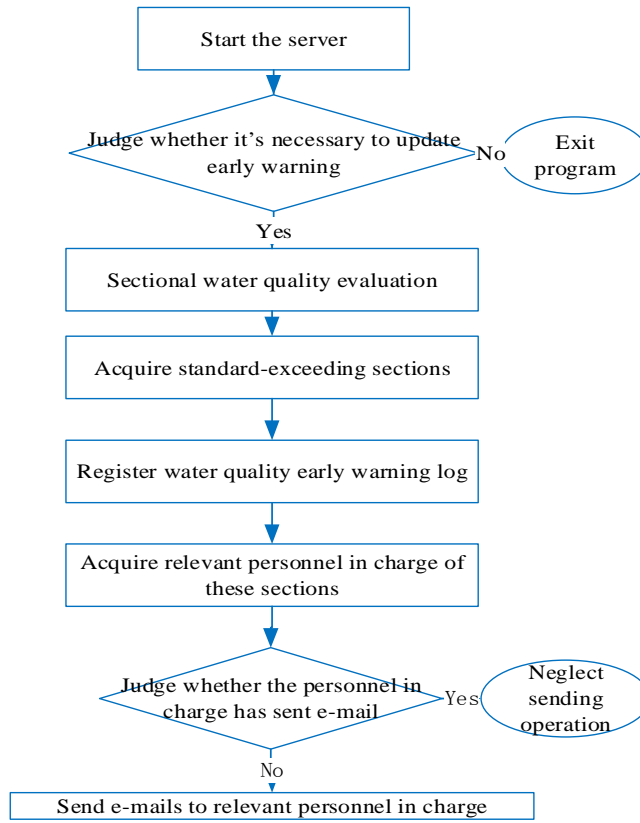 Start the server
Judge whether it's necessary to update
early warning
No
Exit
program
Yes
Sectional water quality evaluation
Acquire standard-exceeding sections
Register water quality early warning log
Acquire relevant personnel in charge of
these sections
Judge whether the personnel in
charge has sent e-mail
Yes
Neglect
sending
operation
No
Send e-mails to relevant personnel in charge